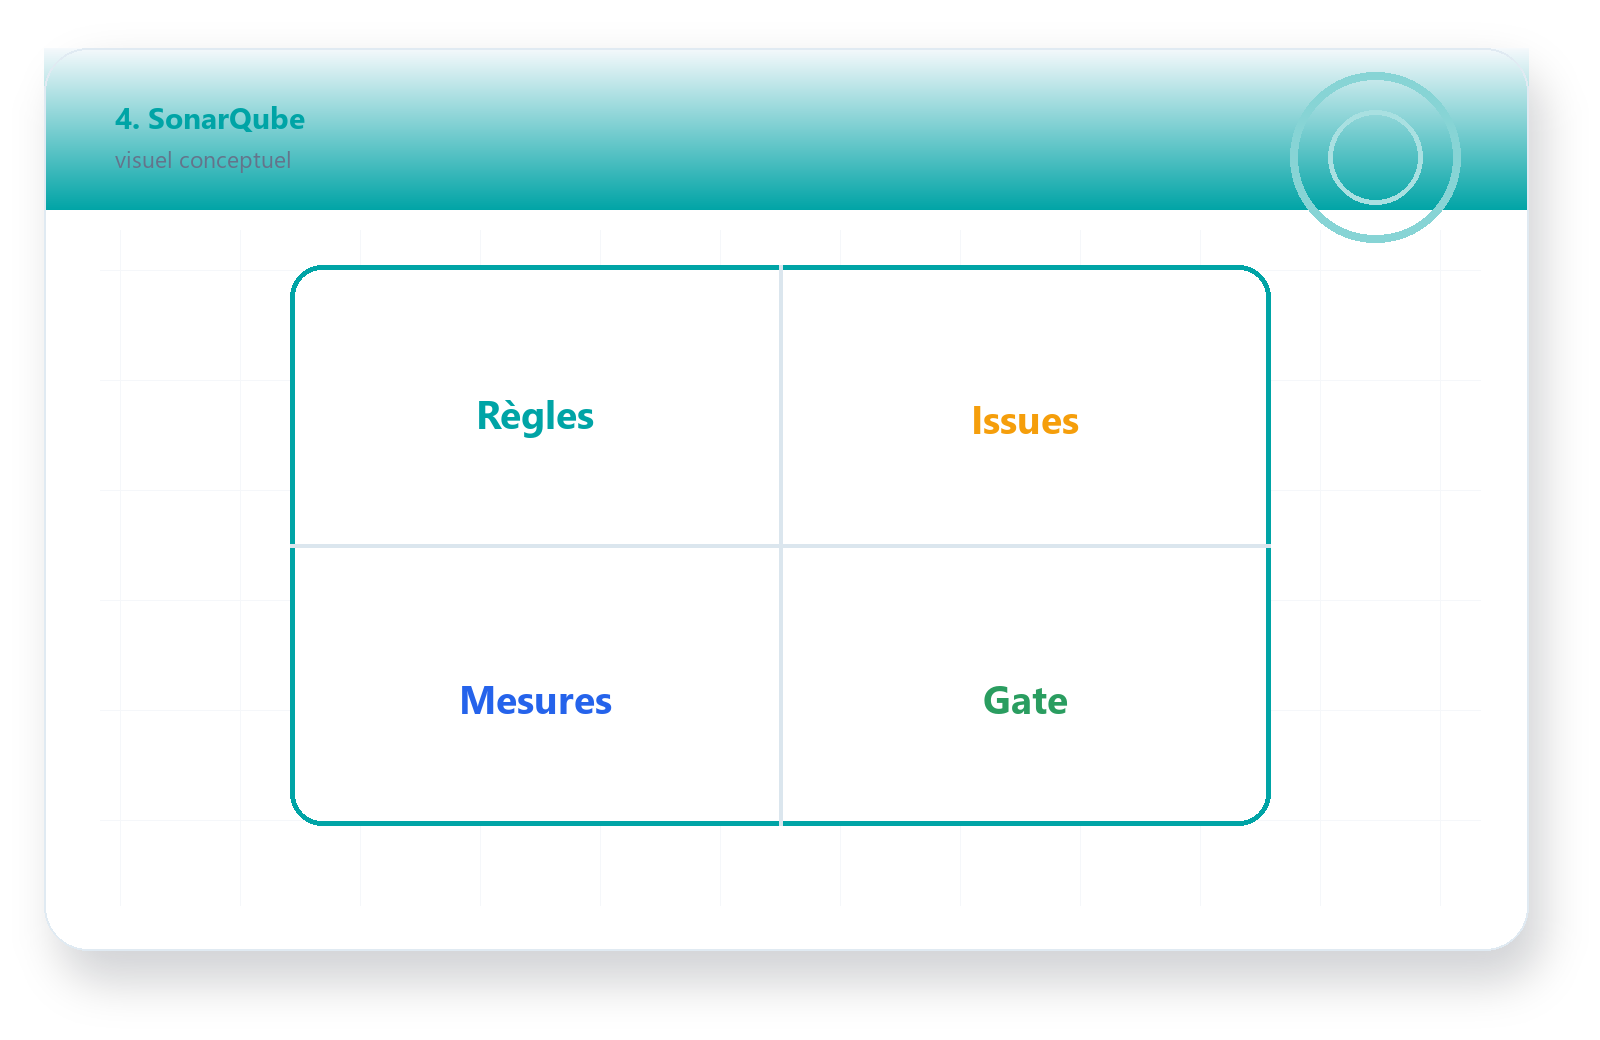 4. SonarQube
visuel conceptuel
Règles
Issues
Mesures
Gate